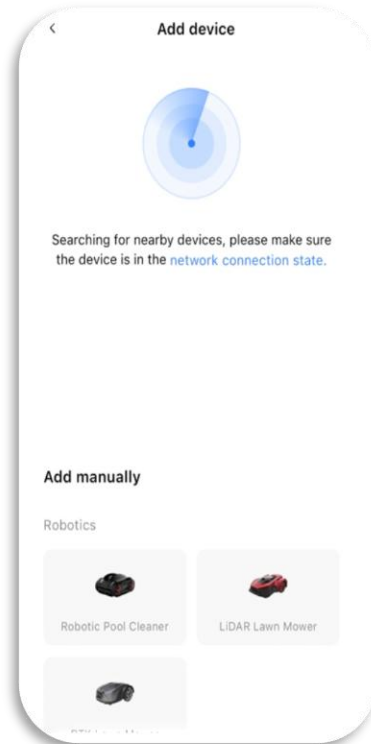 Add device
Searching for nearby devices, please make sure
the device is in the network connection state.
Add manually
Robotics
Robotic Pool Cleaner LiDAR Lawn Mower